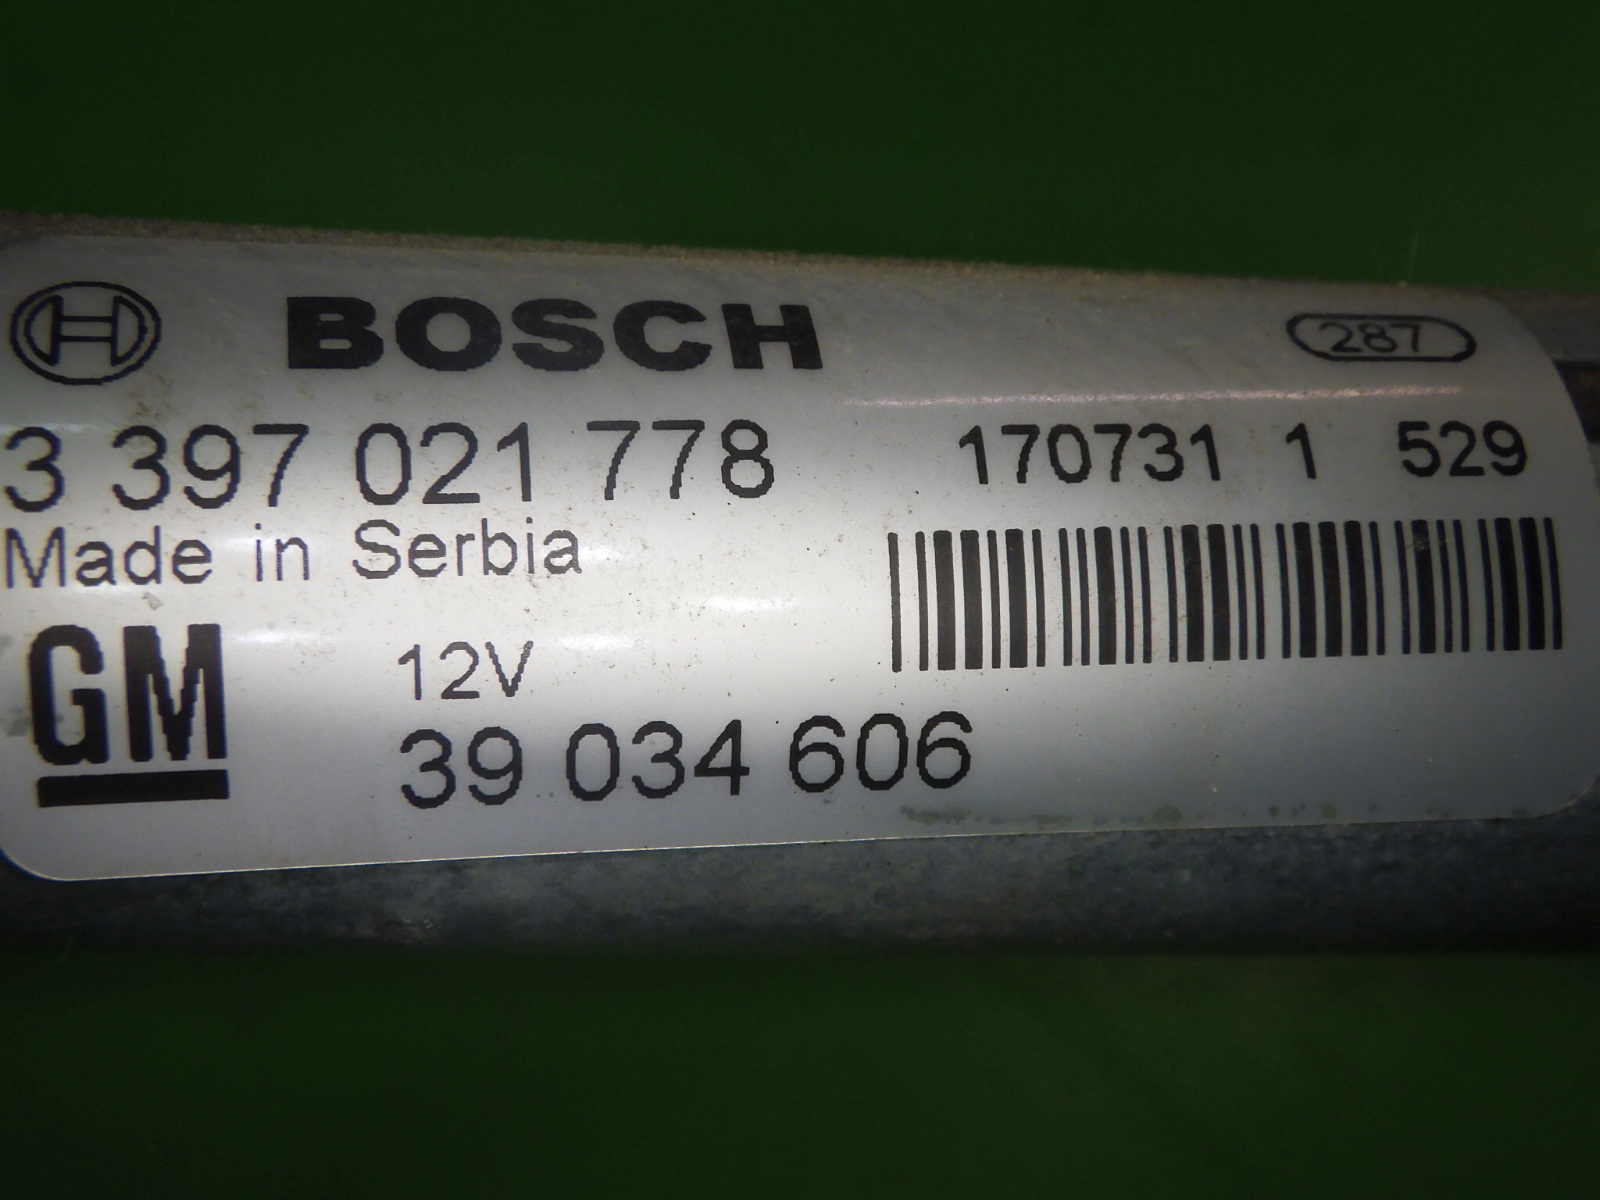 BOSCH 287
3 397 021 778 170731 1 529
Made in Serbia
GM 12V
39 034 606